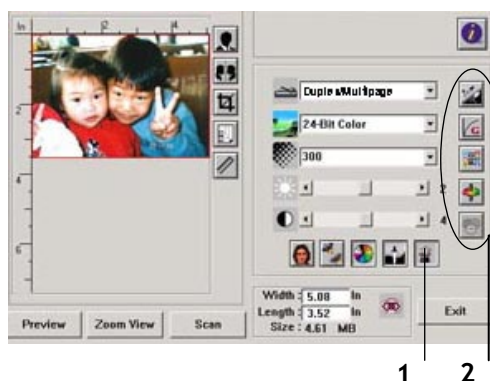 in 2 4
2
4
6
Duplex/Multipage
24-Bit Color
300
2
4
G
Width : 5.08 In
Length : 3.52 In
Size : 4.61 MB
Preview Zoom View Scan Exit
1 2